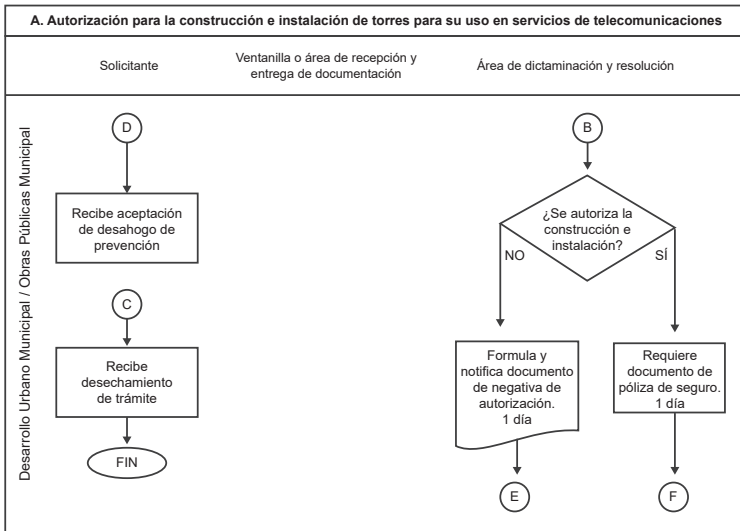 A. Autorización para la construcción e instalación de torres para su uso en servicios de telecomunicaciones
Solicitante
Ventanilla o área de recepción y
entrega de documentación
Área de dictaminación y resolución
Desarrollo Urbano Municipal / Obras Públicas Municipal
D
Recibe aceptación
de desahogo de
prevención
C
Recibe
desechamiento
de trámite
FIN
B
¿Se autoriza la
construcción e
instalación?
NO
SÍ
Formula y
notifica documento
de negativa de
autorización.
1 día
E
Requiere
documento de
póliza de seguro.
1 día
F